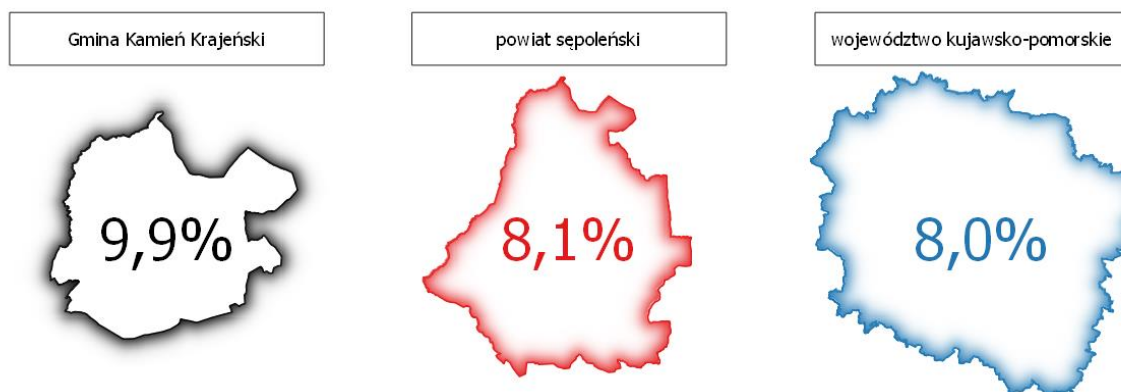 Gmina Kamień Krajeński
powiat sępoleński
województwo kujawsko-pomorskie
9,9%
8,1%
8,0%